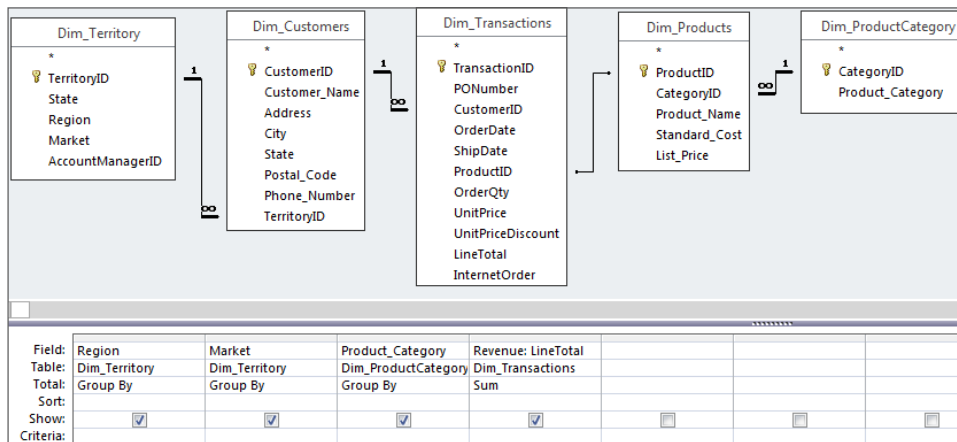 Dim_Territory
*
TerritoryID
State
Region
Market
AccountManagerID
1
∞
Dim_Customers
*
CustomerID
Customer_Name
Address
City
State
Postal_Code
Phone_Number
TerritoryID
1
∞
Dim_Transactions
*
TransactionID
PONumber
CustomerID
OrderDate
ShipDate
ProductID
OrderQty
UnitPrice
UnitPriceDiscount
LineTotal
InternetOrder
Dim_Products
*
ProductID
CategoryID
Product_Name
Standard_Cost
List_Price
∞
1
Dim_ProductCategory
*
CategoryID
Product_Category
Field: Region Market Product_Category Revenue: LineTotal
Table: Dim_Territory Dim_Territory Dim_ProductCategory Dim_Transactions
Total: Group By Group By Group By Sum
Sort:
Show:
Criteria: